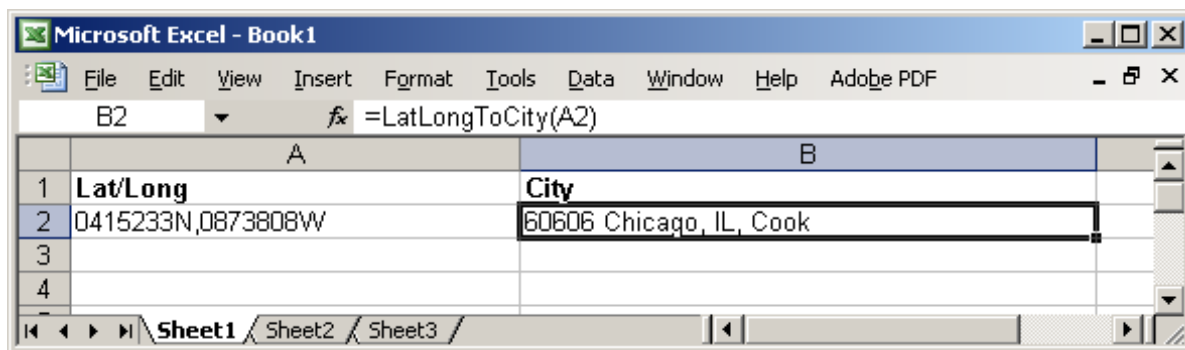 Microsoft Excel - Book1
File Edit View Insert Format Tools Data Window Help Adobe PDF
B2 fx =LatLongToCity(A2)
A B
1 Lat/Long City
2 0415233N,0873808W 60606 Chicago, IL, Cook
3
4
Sheet1 Sheet2 Sheet3